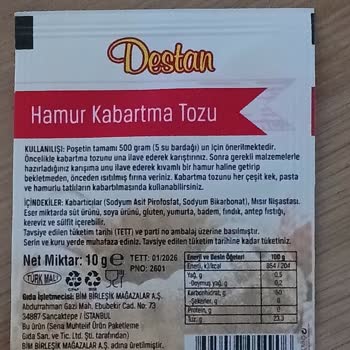 Destan
Hamur Kabartma Tozu
KULLANILIŞI: Poşetin tamamı 500 gram (5 su bardağı) un için önerilmektedir.
Öncelikle kabartma tozunu una ilave ederek karıştırınız. Sonra gerekli malzemelerle
hazırladığınız karışıma unu ilave ederek kıvamlı bir hamur haline getirip
bekletmeden, önceden ısıtılmış fırına veriniz. Kabartma tozunu her çeşit kek, pasta
ve hamurlu tatlıların kabartılmasında kullanabilirsiniz.
İÇİNDEKİLER: Kabartıcılar (Sodyum Asit Pirofosfat, Sodyum Bikarbonat), Mısır Nişastası.
Eser miktarda süt ürünü, soya ürünü, gluten, yumurta, badem, fındık, antep fıstığı,
kereviz ve sülfit içerebilir.
Tavsiye edilen tüketim tarihi (TETT) ve parti no ambalaj üzerine basılmıştır.
Serin ve kuru yerde muhafaza ediniz. Tavsiye edilen tüketim tarihine kadar tüketiniz.
Net Miktar: 10 g e
TETT: 01/2026
PNO: 2601
TÜRK MALI
Gıda İşletmecisi: BİM BİRLEŞİK MAĞAZALAR A.Ş.
Abdurrahman Gazi Mah. Ebubekir Cad. No: 73
34887 Sancaktepe / İSTANBUL
Bu ürün (Sena Muhtelif Ürün Paketleme
Gıda San. ve Tic. Ltd. Şti. tarafından)
BİM BİRLEŞİK MAĞAZALAR A.Ş. adına üretilmiştir.
Enerji ve Besin Öğeleri 100 g
Enerji, kJ/kcal 854 / 204
Yağ, g
-Doymuş yağ, g
Karbonhidrat, g 50
-Şekerler, g 0
Protein, g 0
Tuz, g 23.3